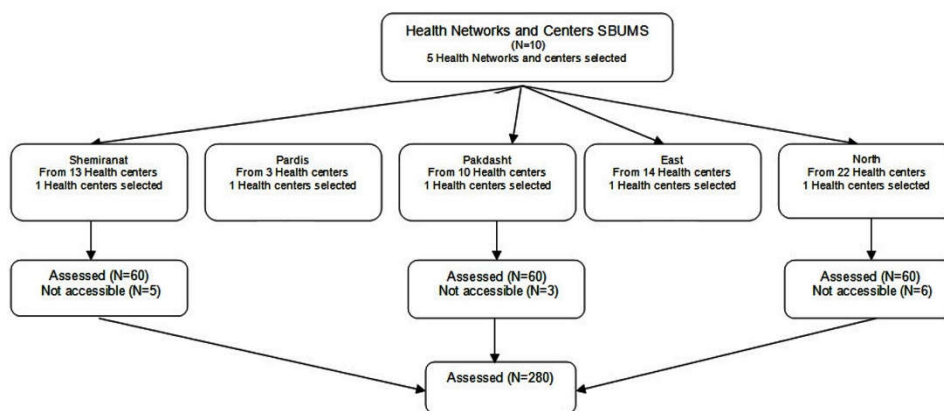 Health Networks and Centers SBUMS
(N=10)
5 Health Networks and centers selected
Shemiranat
From 13 Health centers
1 Health centers selected
Pardis
From 3 Health centers
1 Health centers selected
Pakdasht
From 10 Health centers
1 Health centers selected
East
From 14 Health centers
1 Health centers selected
North
From 22 Health centers
1 Health centers selected
Assessed (N=60)
Not accessible (N=5)
Assessed (N=60)
Not accessible (N=3)
Assessed (N=60)
Not accessible (N=6)
Assessed (N=280)